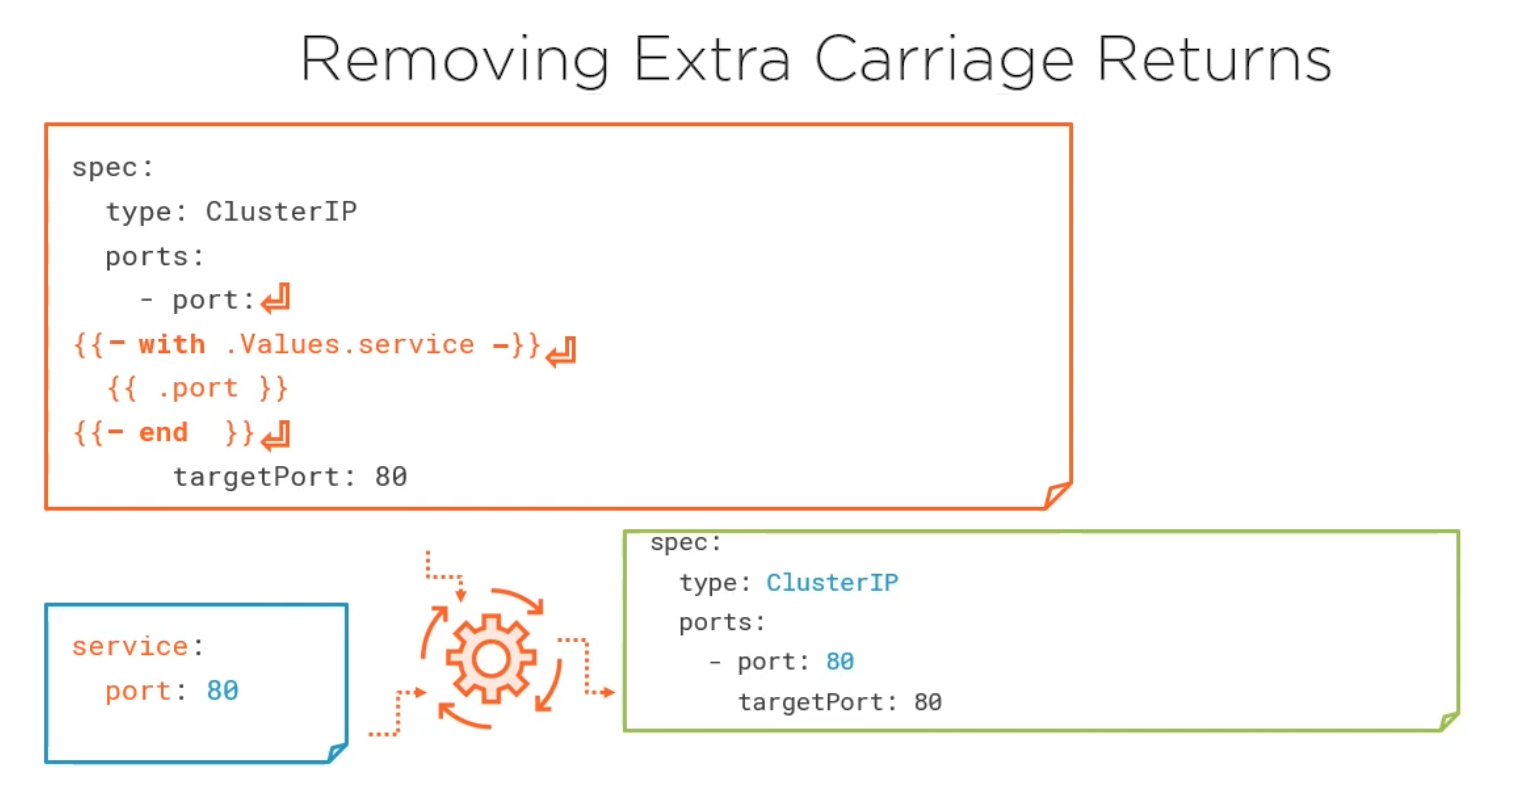 Removing Extra Carriage Returns
spec:
  type: ClusterIP
  ports:
    - port:
{{- with .Values.service -}}
  {{ .port }}
{{- end  }}
      targetPort: 80
service:
  port: 80
spec:
  type: ClusterIP
  ports:
    - port: 80
      targetPort: 80